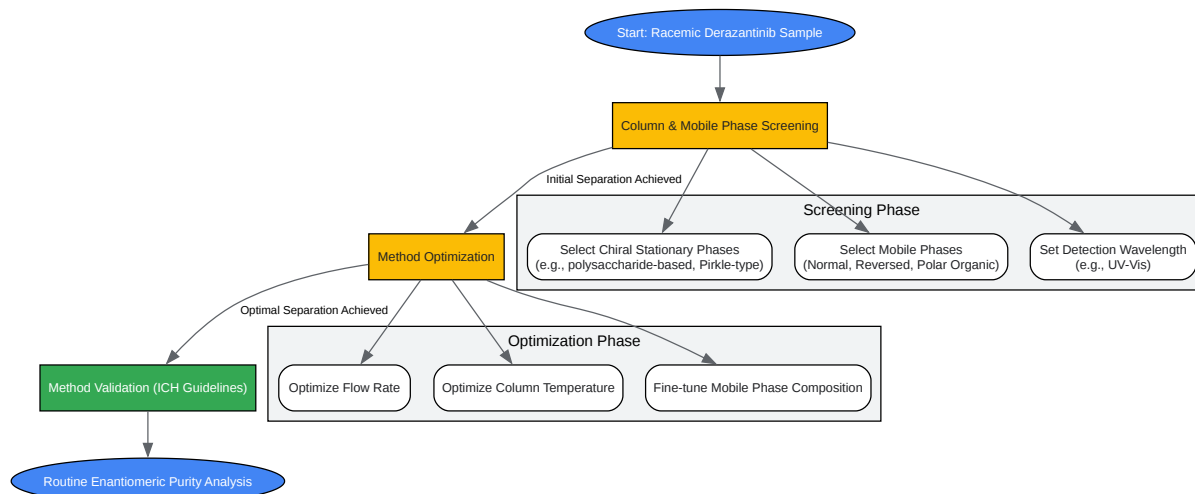 Start: Racemic Derazantinib Sample
Column & Mobile Phase Screening
Initial Separation Achieved
Screening Phase
Select Chiral Stationary Phases
(e.g., polysaccharide-based, Pirkle-type)
Select Mobile Phases
(Normal, Reversed, Polar Organic)
Set Detection Wavelength
(e.g., UV-Vis)
Method Optimization
Optimal Separation Achieved
Optimization Phase
Optimize Flow Rate
Optimize Column Temperature
Fine-tune Mobile Phase Composition
Method Validation (ICH Guidelines)
Routine Enantiomeric Purity Analysis